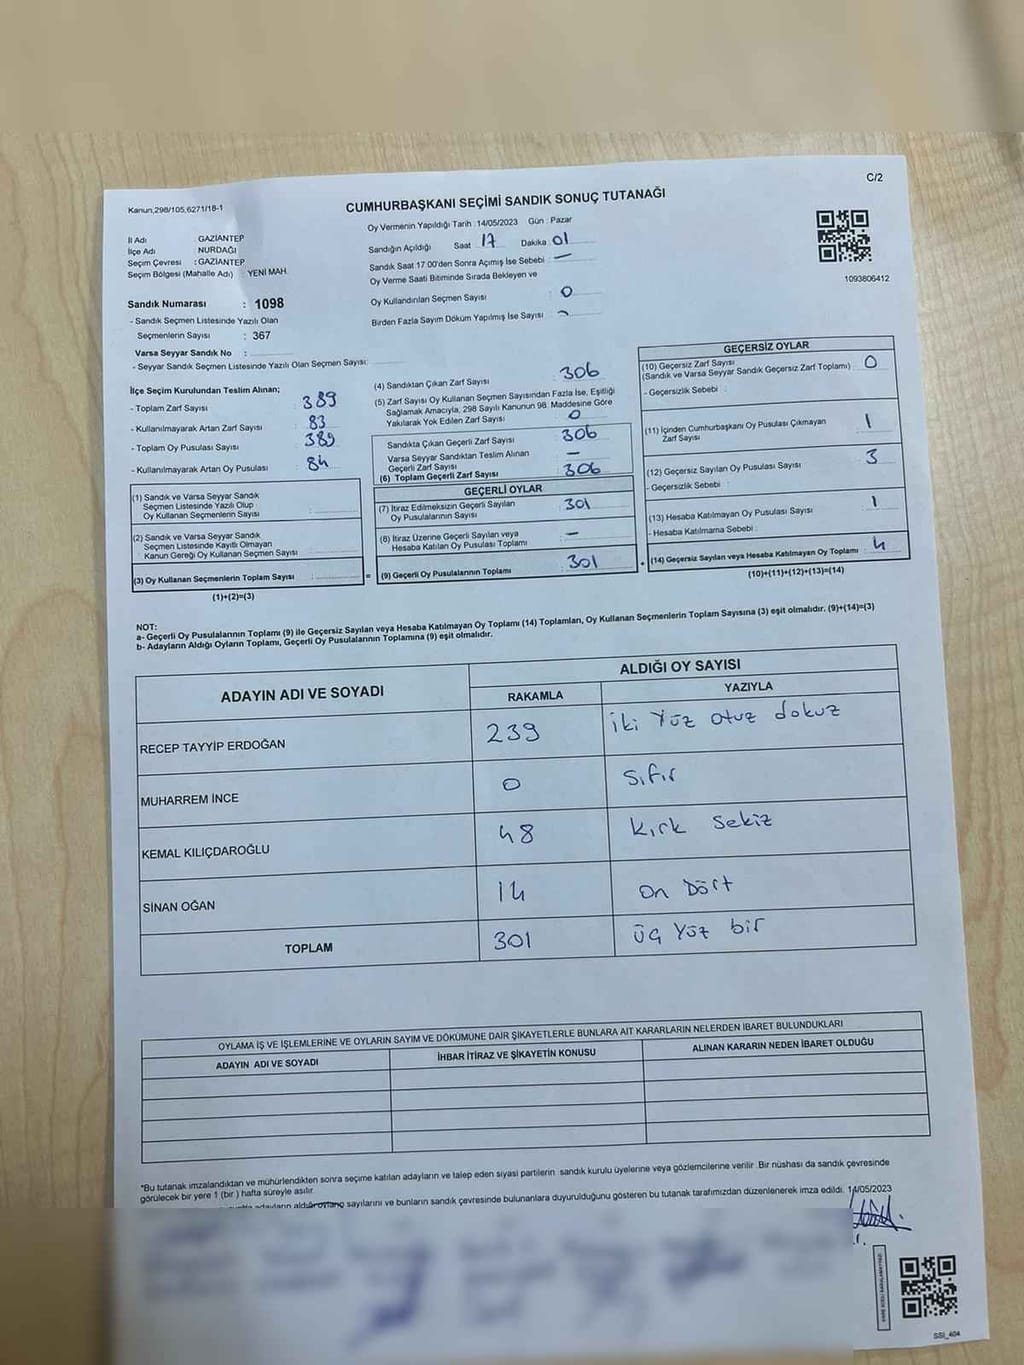 C/2
Kanun,298/105,6271/18-1
CUMHURBAŞKANI SEÇİMİ SANDIK SONUÇ TUTANAĞI
Oy Vermenin Yapıldığı Tarih : 14/05/2023 Gün : Pazar
İl Adı : GAZİANTEP
İlçe Adı : NURDAĞI
Seçim Çevresi : GAZİANTEP
Seçim Bölgesi (Mahalle Adı) : YENİ MAH.
Sandığın Açıldığı Saat 17 Dakika 01
Sandık Saat 17:00'den Sonra Açımış İse Sebebi : —
Oy Verme Saati Bitiminde Sırada Bekleyen ve
Oy Kullandırılan Seçmen Sayısı : 0
Birden Fazla Sayım Döküm Yapılmış İse Sayısı :
1093806412
Sandık Numarası : 1098
- Sandık Seçmen Listesinde Yazılı Olan
Seçmenlerin Sayısı : 367
Varsa Seyyar Sandık No :
- Seyyar Sandık Seçmen Listesinde Yazılı Olan Seçmen Sayısı:
İlçe Seçim Kurulundan Teslim Alınan;
- Toplam Zarf Sayısı : 389
- Kullanılmayarak Artan Zarf Sayısı : 83
- Toplam Oy Pusulası Sayısı : 389
- Kullanılmayarak Artan Oy Pusulası : 84
(1) Sandık ve Varsa Seyyar Sandık
Seçmen Listesinde Yazılı Olup
Oy Kullanan Seçmenlerin Sayısı :
(2) Sandık ve Varsa Seyyar Sandık
Seçmen Listesinde Kayıtlı Olmayan
Kanun Gereği Oy Kullanan Seçmen Sayısı :
(3) Oy Kullanan Seçmenlerin Toplam Sayısı :
(1)+(2)=(3)
(4) Sandıktan Çıkan Zarf Sayısı : 306
(5) Zarf Sayısı Oy Kullanan Seçmen Sayısından Fazla İse, Eşitliği
Sağlamak Amacıyla, 298 Sayılı Kanunun 98. Maddesine Göre
Yakılarak Yok Edilen Zarf Sayısı : 0
Sandıkta Çıkan Geçerli Zarf Sayısı : 306
Varsa Seyyar Sandıktan Teslim Alınan
Geçerli Zarf Sayısı : —
(6) Toplam Geçerli Zarf Sayısı : 306
GEÇERLİ OYLAR
(7) İtiraz Edilmeksizin Geçerli Sayılan
Oy Pusulalarının Sayısı : 301
(8) İtiraz Üzerine Geçerli Sayılan veya
Hesaba Katılan Oy Pusulası Toplamı : —
= (9) Geçerli Oy Pusulalarının Toplamı : 301
GEÇERSİZ OYLAR
(10) Geçersiz Zarf Sayısı
(Sandık ve Varsa Seyyar Sandık Geçersiz Zarf Toplamı) : 0
- Geçersizlik Sebebi :
(11) İçinden Cumhurbaşkanı Oy Pusulası Çıkmayan
Zarf Sayısı : 1
(12) Geçersiz Sayılan Oy Pusulası Sayısı : 3
- Geçersizlik Sebebi :
(13) Hesaba Katılmayan Oy Pusulası Sayısı : 1
- Hesaba Katılmama Sebebi :
+ (14) Geçersiz Sayılan veya Hesaba Katılmayan Oy Toplamı : 4
(10)+(11)+(12)+(13)=(14)
NOT:
a- Geçerli Oy Pusulalarının Toplamı (9) ile Geçersiz Sayılan veya Hesaba Katılmayan Oy Toplamı (14) Toplamları, Oy Kullanan Seçmenlerin Toplam Sayısına (3) eşit olmalıdır. (9)+(14)=(3)
b- Adayların Aldığı Oyların Toplamı, Geçerli Oy Pusulalarının Toplamına (9) eşit olmalıdır.
ADAYIN ADI VE SOYADI ALDIĞI OY SAYISI
RAKAMLA YAZIYLA
RECEP TAYYİP ERDOĞAN 239 iki Yüz otuz dokuz
MUHARREM İNCE 0 Sıfır
KEMAL KILIÇDAROĞLU 48 kırk sekiz
SİNAN OĞAN 14 on Dört
TOPLAM 301 üç Yüz bir
OYLAMA İŞ VE İŞLEMLERİNE VE OYLARIN SAYIM VE DÖKÜMÜNE DAİR ŞİKAYETLERLE BUNLARA AİT KARARLARIN NELERDEN İBARET BULUNDUKLARI
ADAYIN ADI VE SOYADI İHBAR İTİRAZ VE ŞİKAYETİN KONUSU ALINAN KARARIN NEDEN İBARET OLDUĞU
*Bu tutanak imzalandıktan ve mühürlendikten sonra seçime katılan adayların ve talep eden siyasi partilerin sandık kurulu üyelerine veya gözlemcilerine verilir. Bir nüshası da sandık çevresinde
görülecek bir yere 1 (bir) hafta süreyle asılır.
sayılarını ve bunların sandık çevresinde bulunanlara duyurulduğunu gösteren bu tutanak tarafımızdan düzenlenerek imza edildi. 14/05/2023
SSI_404